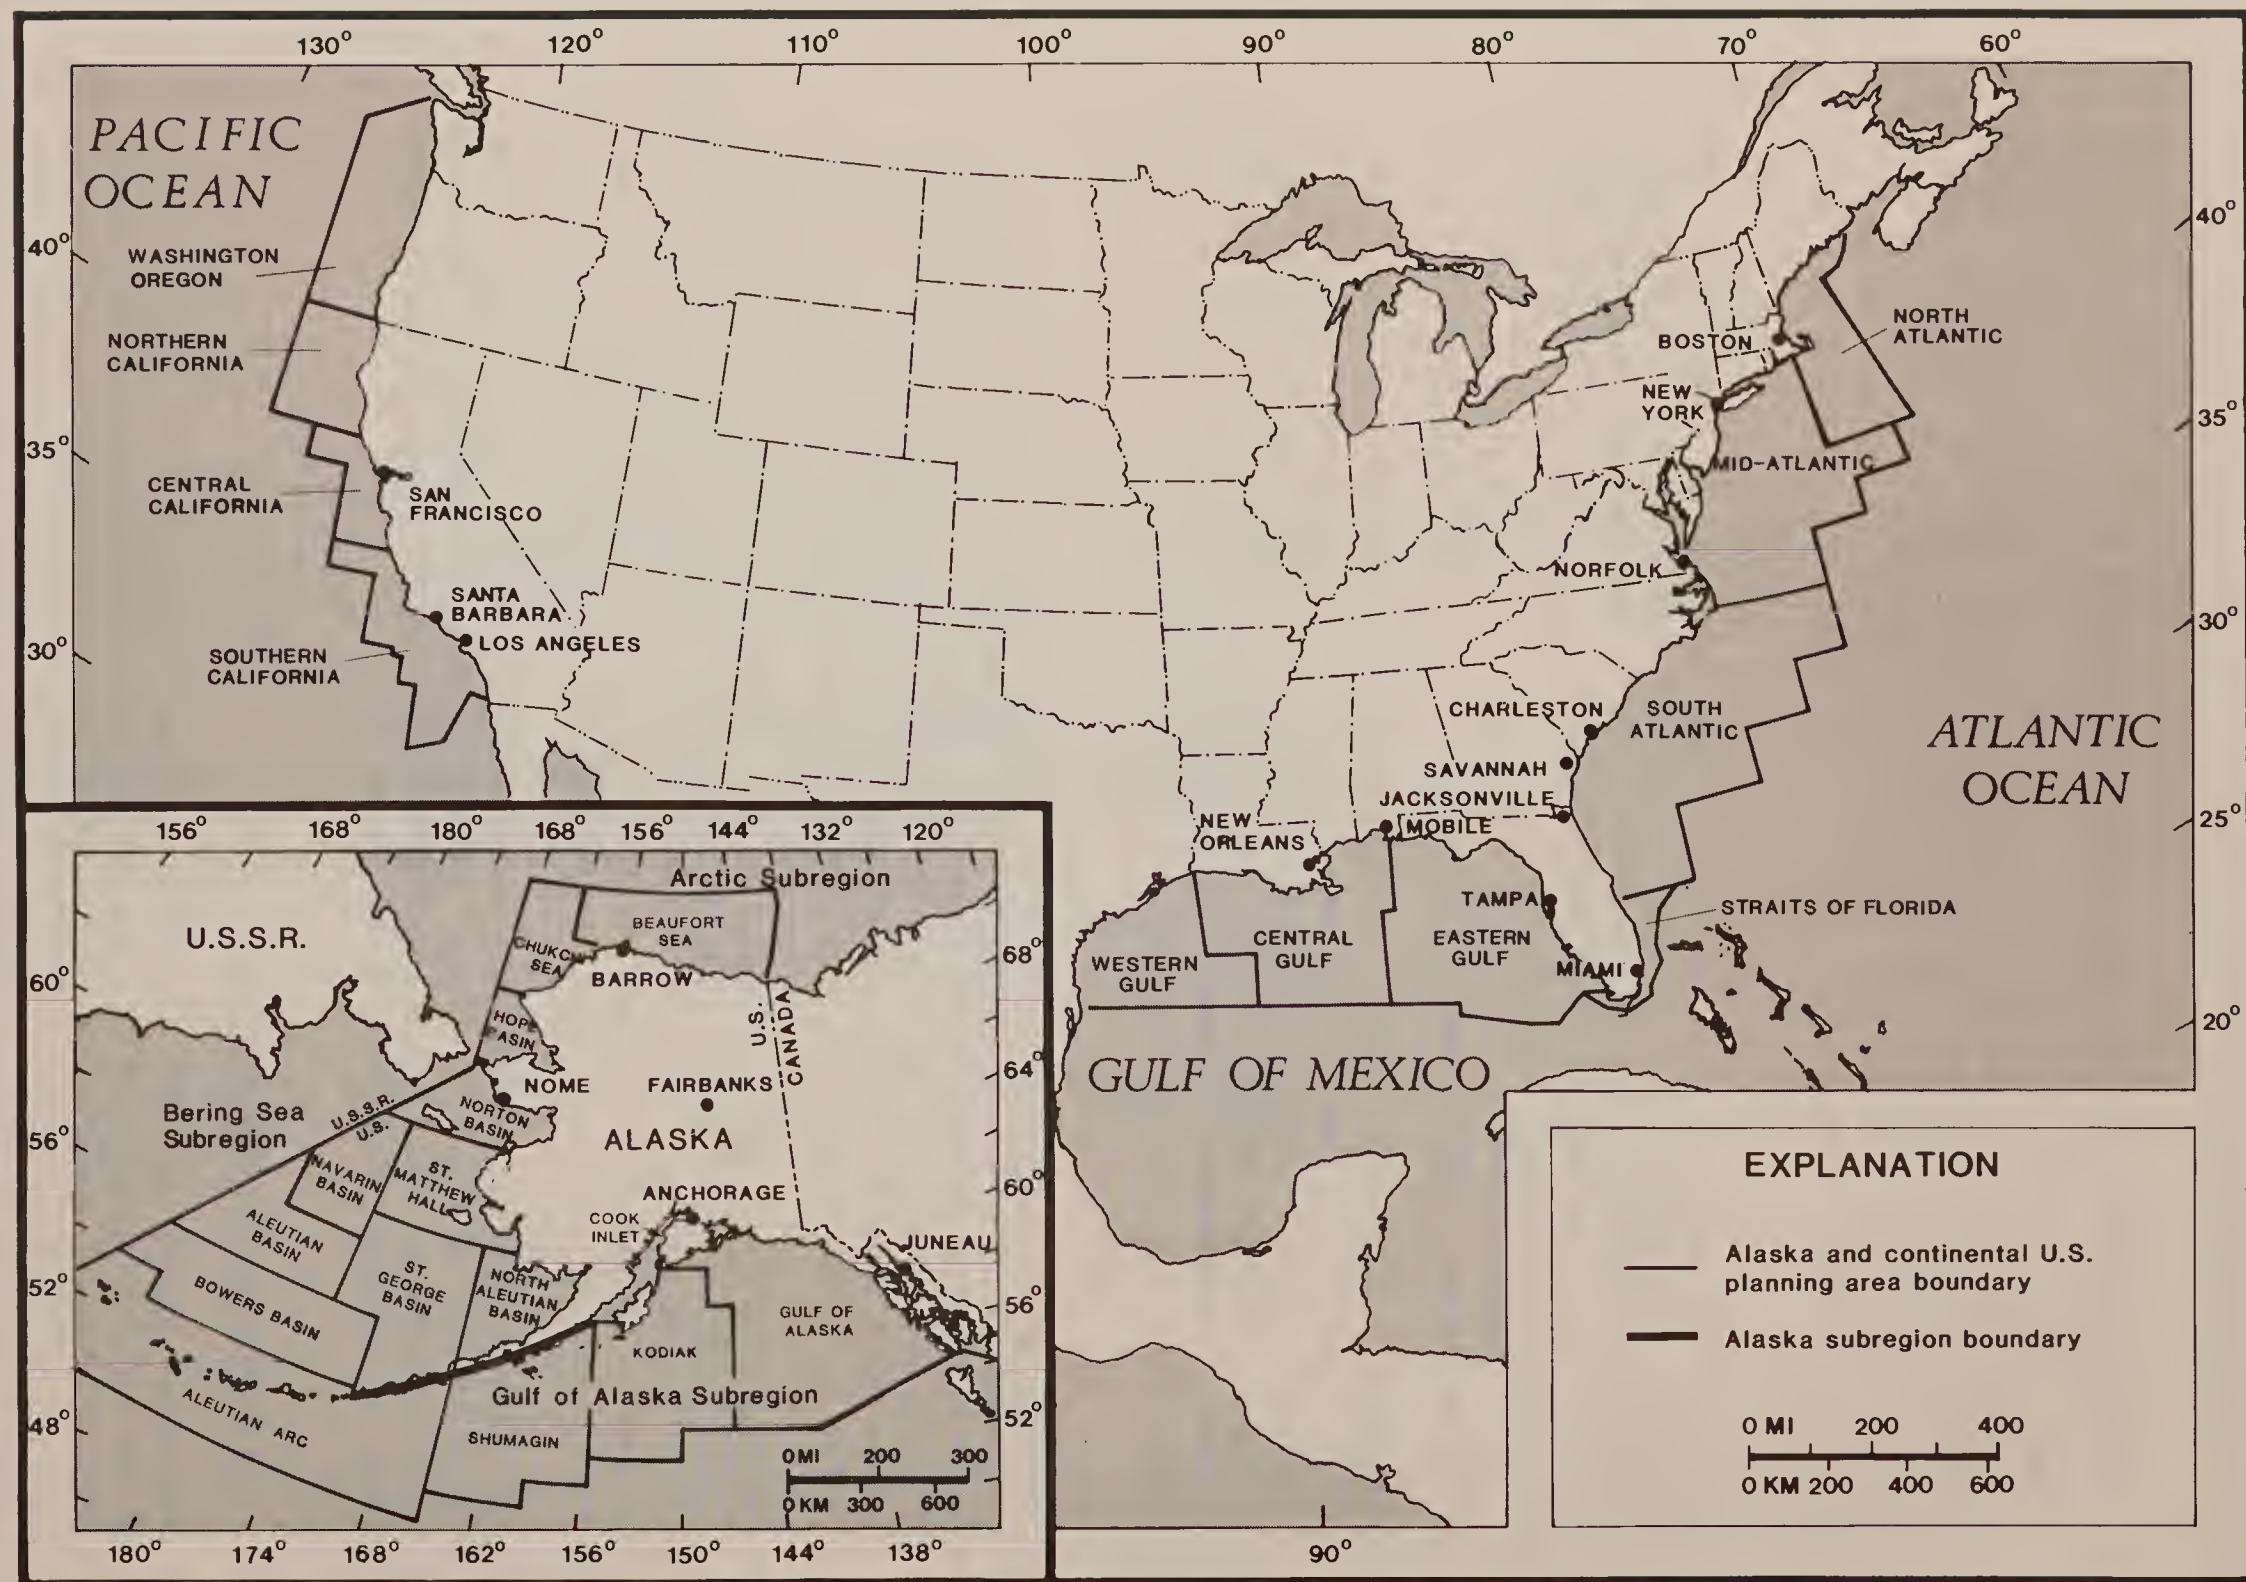 130° 120° 110° 100° 90° 80° 70° 60°
PACIFIC
OCEAN
40°
WASHINGTON
OREGON
NORTHERN
CALIFORNIA
35°
CENTRAL
CALIFORNIA
SAN
FRANCISCO
SANTA
BARBARA
LOS ANGELES
30°
SOUTHERN
CALIFORNIA
40°
NORTH
ATLANTIC
BOSTON
NEW
YORK
35°
MID-ATLANTIC
NORFOLK
30°
CHARLESTON
SOUTH
ATLANTIC
ATLANTIC
OCEAN
SAVANNAH
JACKSONVILLE
MOBILE
NEW
ORLEANS
25°
TAMPA
STRAITS OF FLORIDA
WESTERN
GULF
CENTRAL
GULF
EASTERN
GULF
MIAMI
20°
GULF OF MEXICO
90°
156° 168° 180° 168° 156° 144° 132° 120°
Arctic Subregion
U.S.S.R.
BEAUFORT
SEA
CHUKCHI
SEA
BARROW
68°
60°
HOPE
BASIN
U.S.
CANADA
NOME
FAIRBANKS
64°
Bering Sea
Subregion
U.S.S.R.
U.S.
NORTON
BASIN
ALASKA
56°
NAVARIN
BASIN
ST.
MATTHEW
HALL
ANCHORAGE
60°
COOK
INLET
ALEUTIAN
BASIN
JUNEAU
52°
BOWERS BASIN
ST.
GEORGE
BASIN
NORTH
ALEUTIAN
BASIN
56°
GULF OF
ALASKA
KODIAK
Gulf of Alaska Subregion
ALEUTIAN ARC
48°
52°
SHUMAGIN
0 MI 200 300
0 KM 300 600
180° 174° 168° 162° 156° 150° 144° 138°
EXPLANATION
Alaska and continental U.S.
planning area boundary
Alaska subregion boundary
0 MI 200 400
0 KM 200 400 600